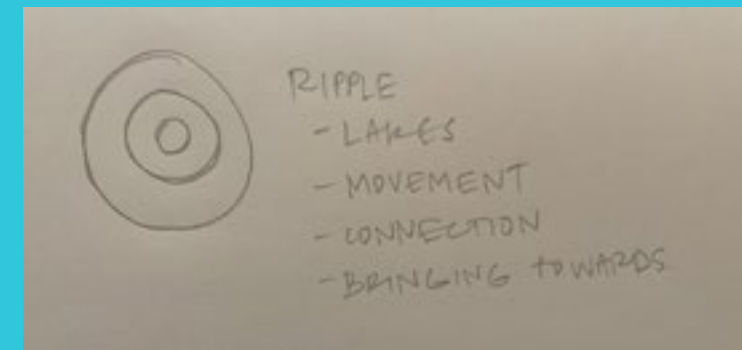 RIPPLE
- LAKES
- MOVEMENT
- CONNECTION
- BRINGING TOWARDS